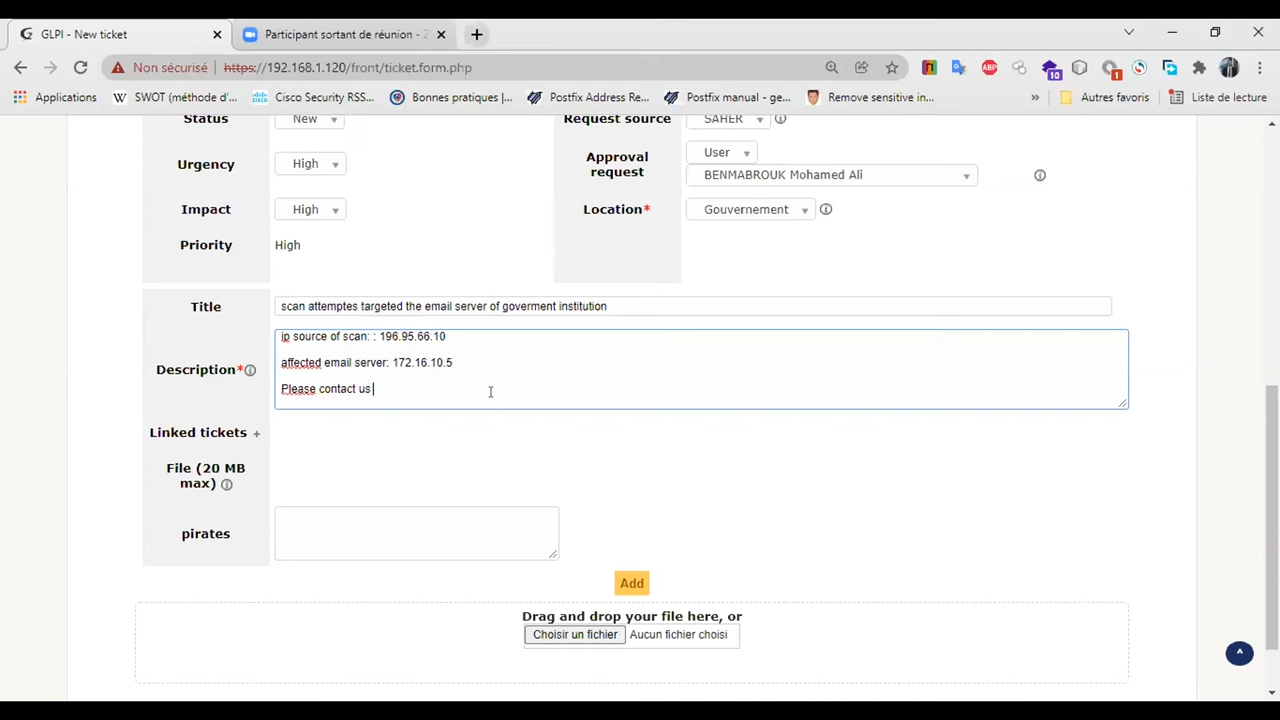 GLPI - New ticket
Participant sortant de réunion - Z
Non sécurisé
https://192.168.1.120/front/ticket.form.php
10
1
Applications
SWOT (méthode d'...
Cisco Security RSS...
Bonnes pratiques |...
Postfix Address Re...
Postfix manual - ge...
Remove sensitive in...
»
Autres favoris
Liste de lecture
Status
New
Request source
SAHER
Urgency
High
Approval
request
User
BENMABROUK Mohamed Ali
Impact
High
Location*
Gouvernement
Priority
High
Title
scan attemptes targeted the email server of goverment institution
Description*
ip source of scan: : 196.95.66.10
affected email server: 172.16.10.5
Please contact us
Linked tickets +
File (20 MB
max)
pirates
Add
Drag and drop your file here, or
Choisir un fichier
Aucun fichier choisi